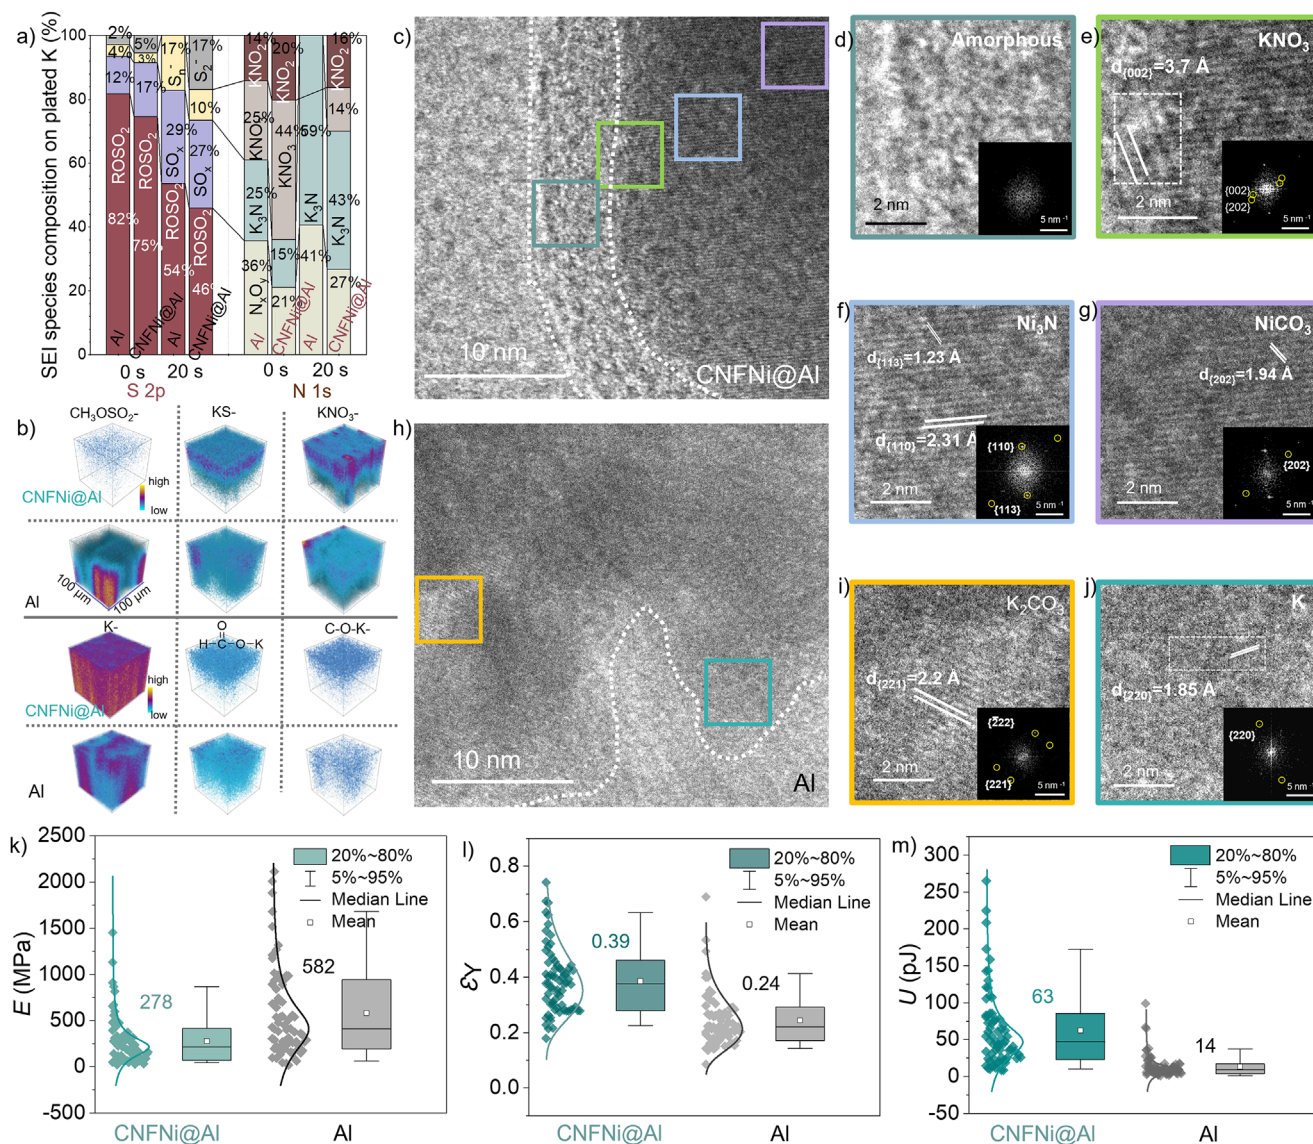 a)
SEI species composition on plated K (%)
100
80
60
40
20
0
2%
4%
12%
ROSO2
82%
Al
5%
3%
17%
ROSO2
75%
CNFNi@Al
17%
Sn-
29%
SOx
ROSO2
54%
Al
17%
S2-
10%
27%
SOx
ROSO2
46%
CNFNi@Al
14%
KNO2
25%
KNO3
25%
K3N
36%
NxOy
Al
20%
KNO2
44%
KNO3
15%
21%
CNFNi@Al
59%
K3N
41%
Al
16%
KNO2
14%
43%
K3N
27%
CNFNi@Al
0 s 20 s 0 s 20 s
S 2p N 1s
b)
CH3OSO2- KS- KNO3-
CNFNi@Al
high
low
100 μm
100 μm
Al
K-
O
H-C-O-K
C-O-K-
high
low
CNFNi@Al
Al
c)
10 nm
CNFNi@Al
d)
Amorphous
2 nm
5 nm-1
e)
KNO3
d{002}=3.7 Å
{002}
{202}
2 nm
5 nm-1
f)
Ni3N
d{113}=1.23 Å
d{110}=2.31 Å
{110}
{113}
2 nm
5 nm-1
g)
NiCO3
d{202}=1.94 Å
{202}
2 nm
5 nm-1
h)
10 nm
Al
i)
K2CO3
d{221}=2.2 Å
{222}
{221}
2 nm
5 nm-1
j)
K
d{220}=1.85 Å
{220}
2 nm
5 nm-1
k)
E (MPa)
2500
2000
1500
1000
500
0
-500
20%~80%
5%~95%
Median Line
Mean
278
582
CNFNi@Al Al
l)
ℰY
0.8
0.6
0.4
0.2
0.0
20%~80%
5%~95%
Median Line
Mean
0.39
0.24
CNFNi@Al Al
m)
U (pJ)
300
250
200
150
100
50
0
-50
20%~80%
5%~95%
Median Line
Mean
63
14
CNFNi@Al Al